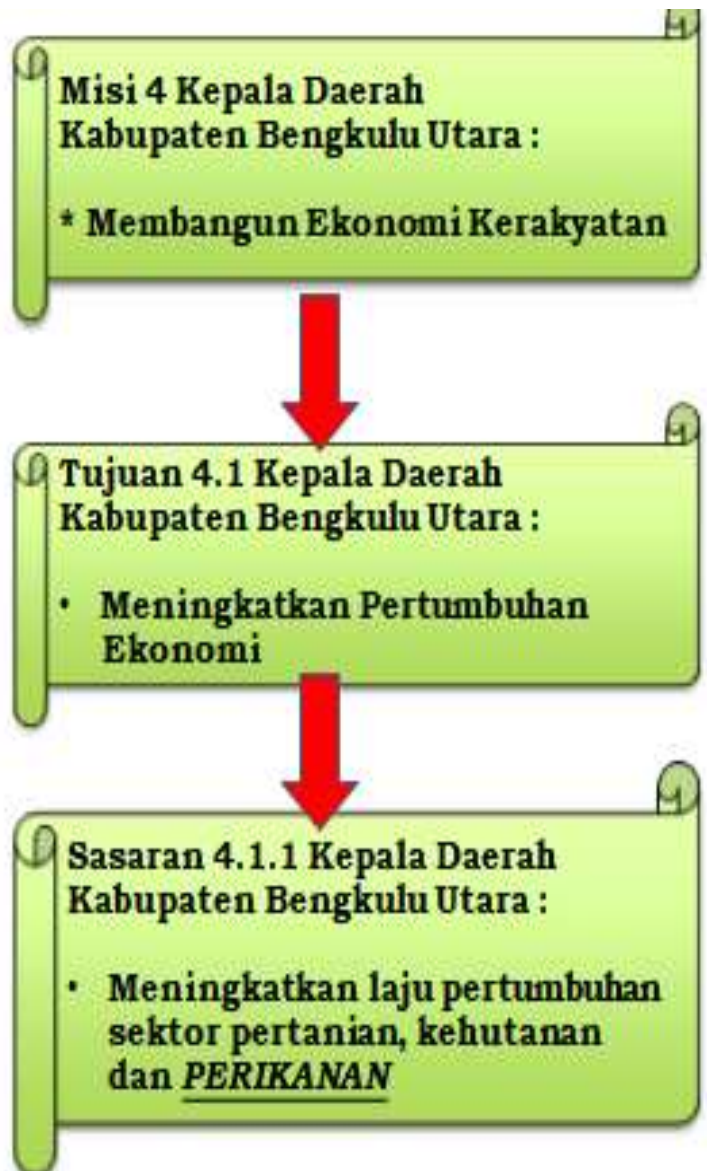 Misi 4 Kepala Daerah
Kabupaten Bengkulu Utara :
* Membangun Ekonomi Kerakyatan
Tujuan 4.1 Kepala Daerah
Kabupaten Bengkulu Utara :
• Meningkatkan Pertumbuhan
Ekonomi
Sasaran 4.1.1 Kepala Daerah
Kabupaten Bengkulu Utara :
• Meningkatkan laju pertumbuhan
sektor pertanian, kehutanan
dan PERIKANAN